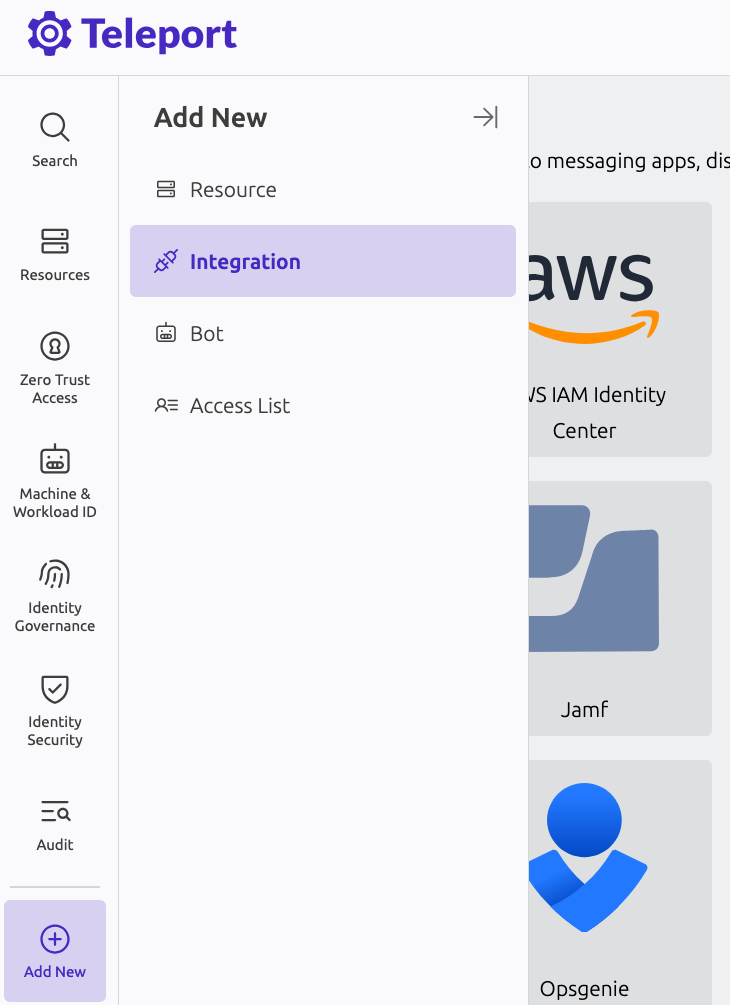 Teleport
Search
Resources
Zero Trust
Access
Machine &
Workload ID
Identity
Governance
Identity
Security
Audit
Add New
Add New
Resource
Integration
Bot
Access List
o messaging apps, dis
aws
WS IAM Identity
Center
Jamf
Opsgenie